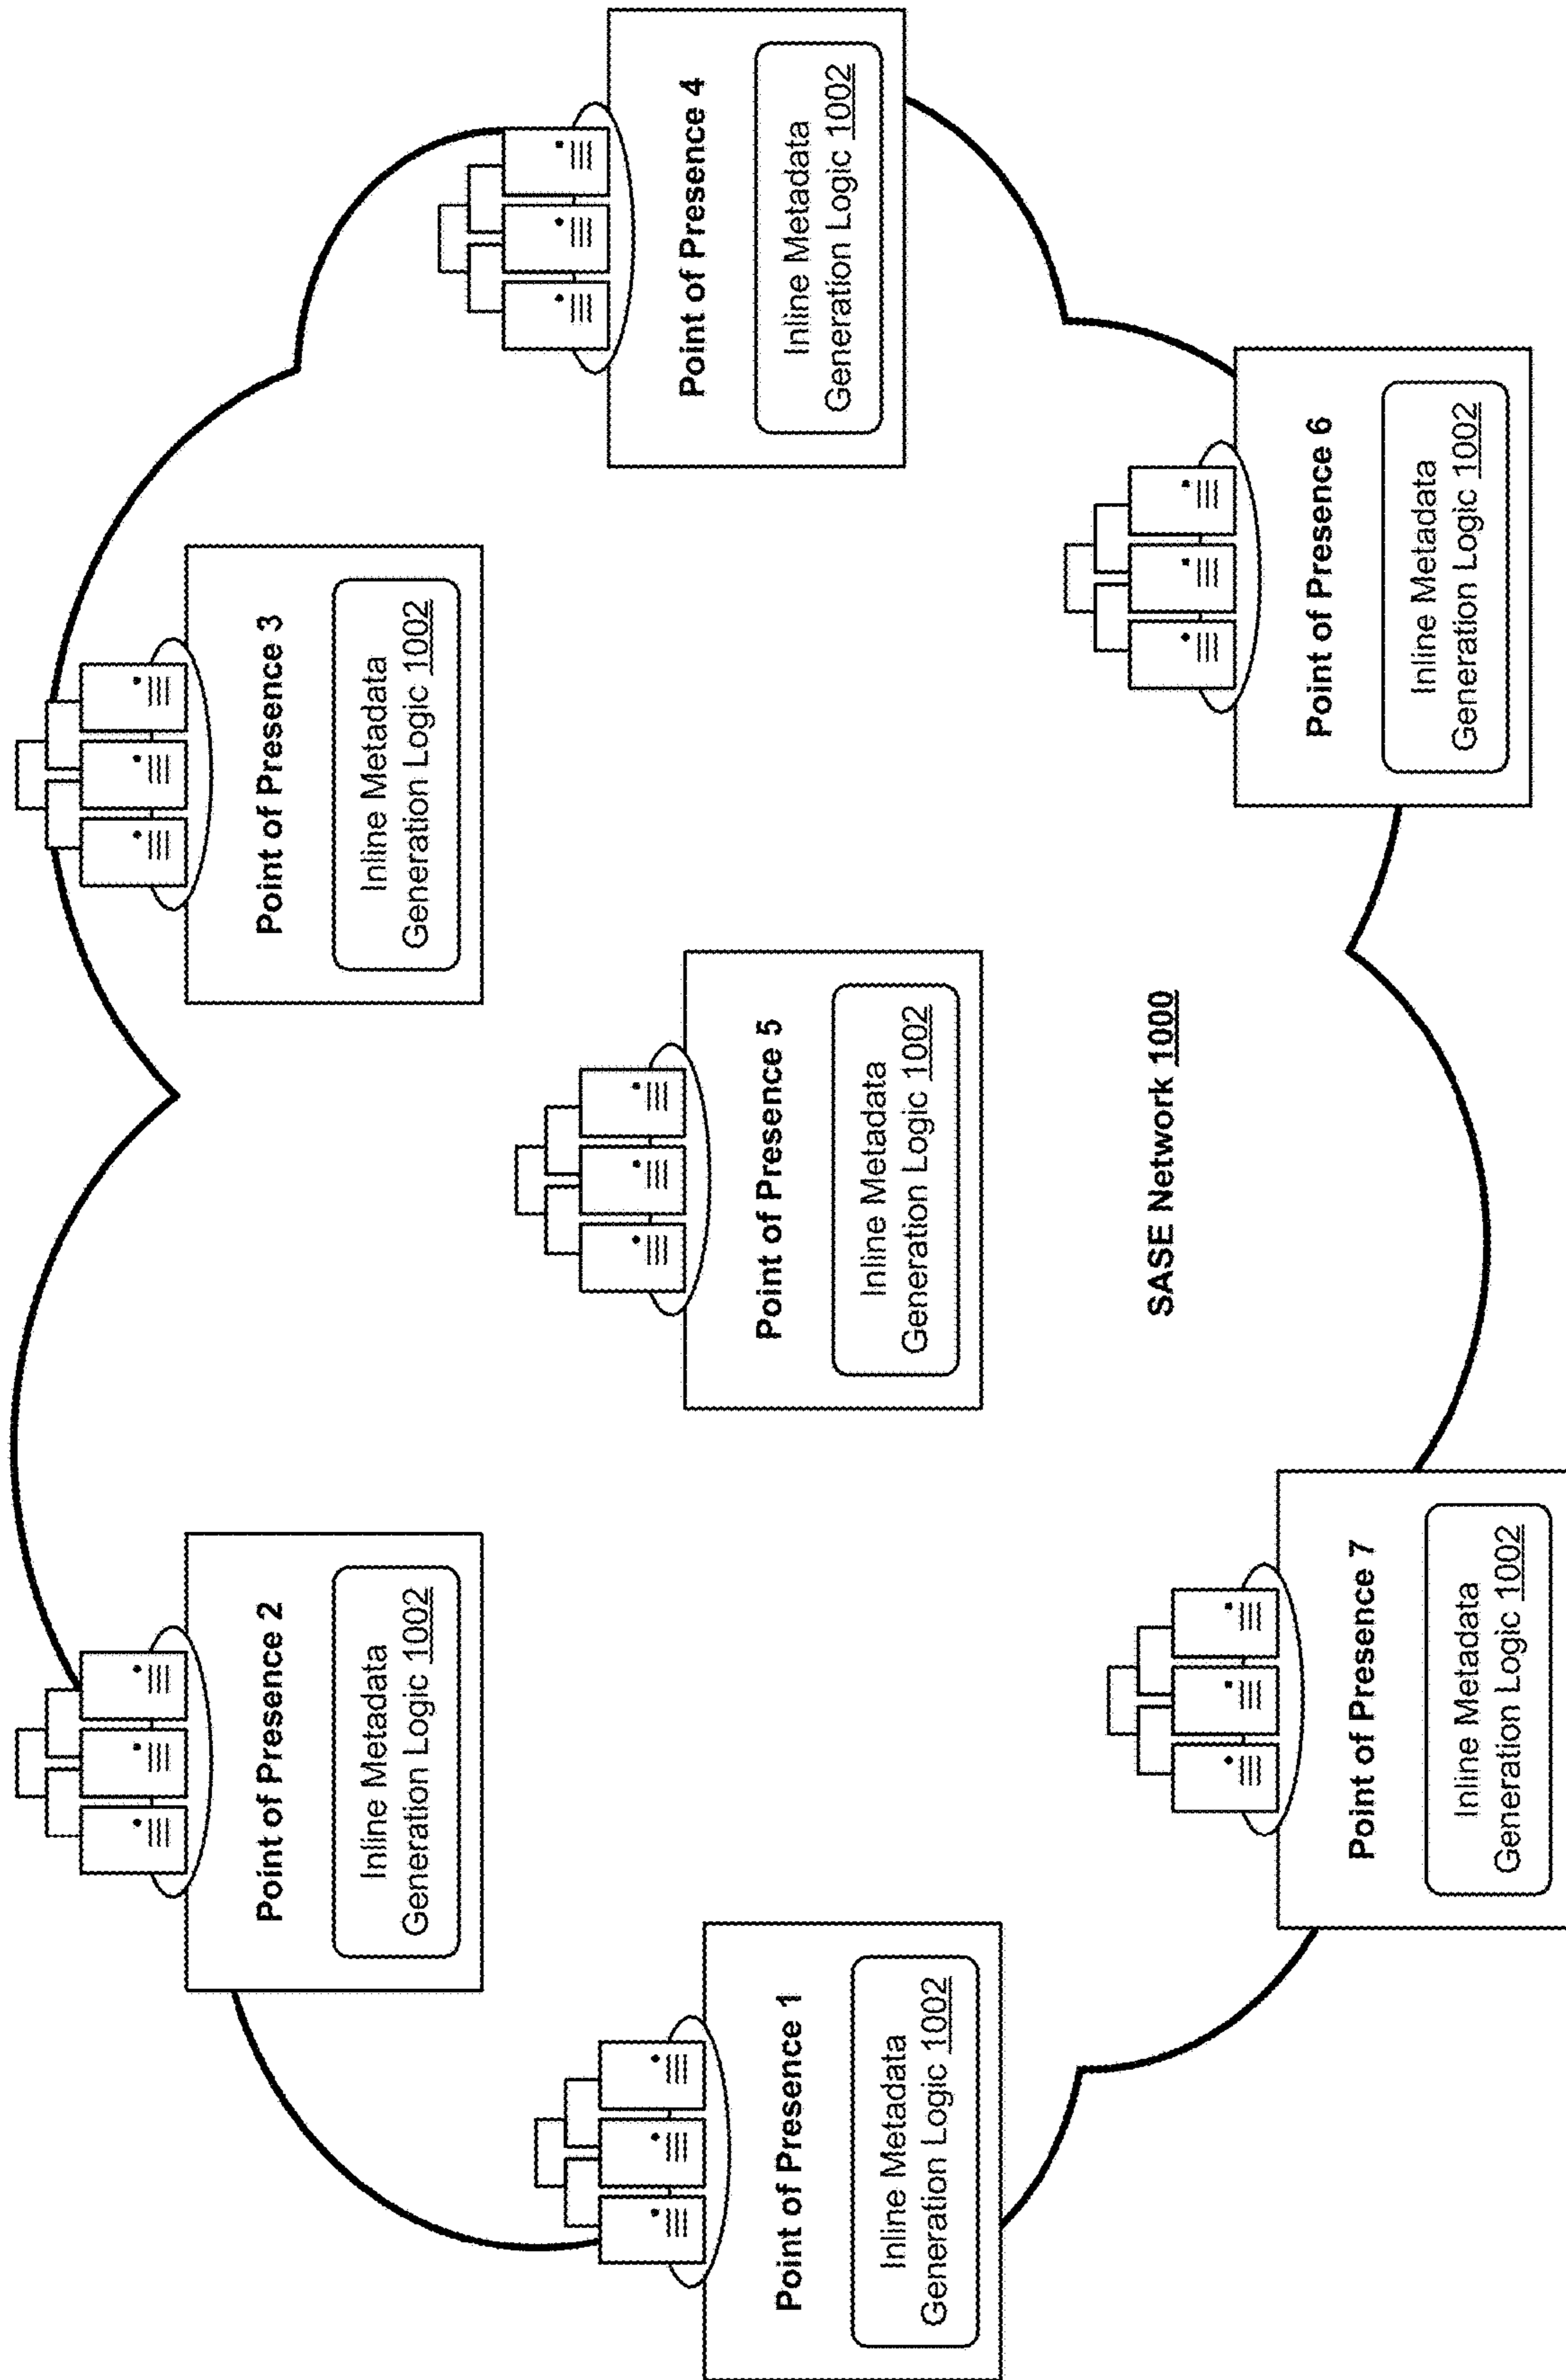 Point of Presence 1
Inline Metadata
Generation Logic 1002
Point of Presence 2
Inline Metadata
Generation Logic 1002
Point of Presence 3
Inline Metadata
Generation Logic 1002
Point of Presence 4
Inline Metadata
Generation Logic 1002
Point of Presence 5
Inline Metadata
Generation Logic 1002
Point of Presence 6
Inline Metadata
Generation Logic 1002
Point of Presence 7
Inline Metadata
Generation Logic 1002
SASE Network 1000